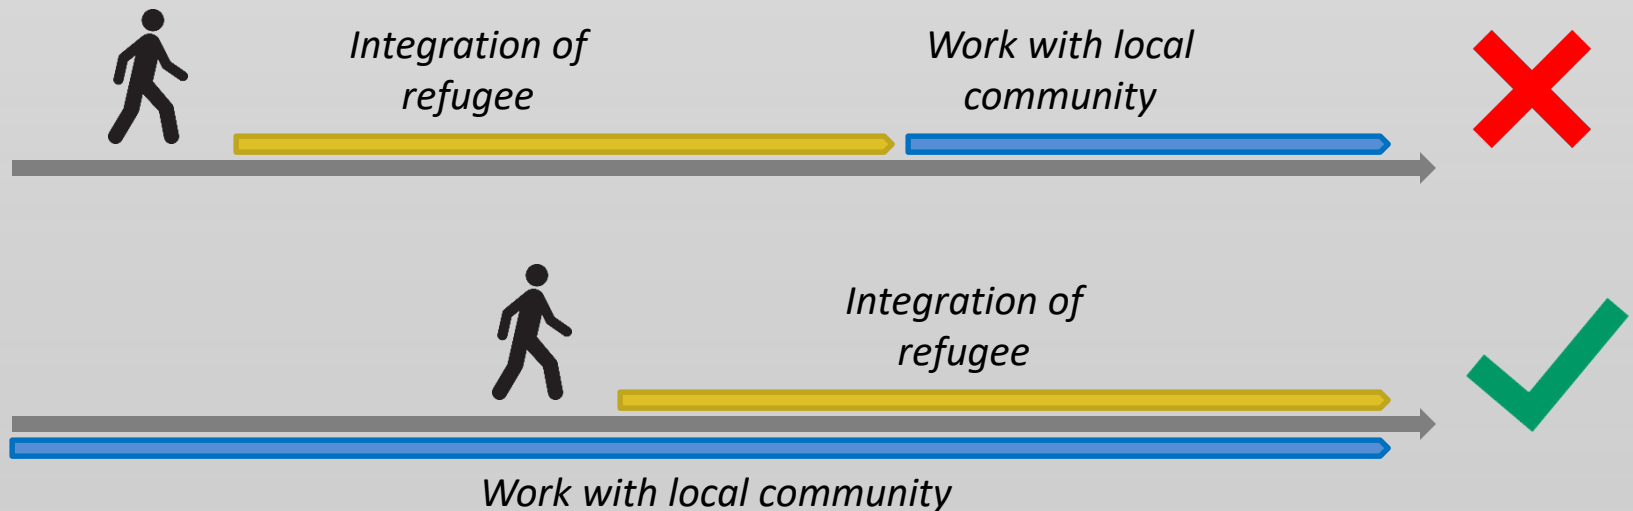 Integration of
refugee
Work with local
community
Integration of
refugee
Work with local community